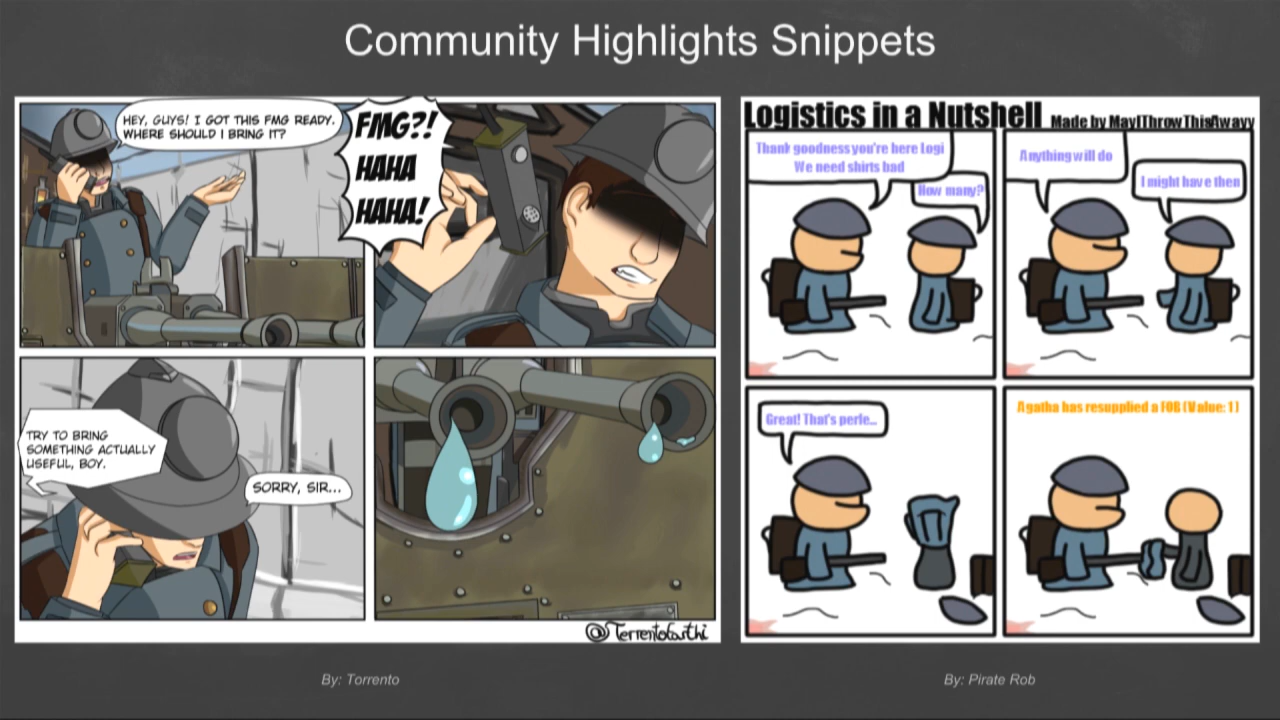 Community Highlights Snippets
HEY, GUYS! I GOT THIS FMG READY.
WHERE SHOULD I BRING IT?
FMG?!
HAHA
HAHA!
TRY TO BRING
SOMETHING ACTUALLY
USEFUL, BOY.
SORRY, SIR...
@TorrentoCarthi
By: Torrento
Logistics in a Nutshell Made by MayIThrowThisAwayy
Thank goodness you're here Logi
We need shirts bad
How many?
Anything will do
I might have then
Great! That's perfe...
Agatha has resupplied a FOB (Value: 1)
By: Pirate Rob